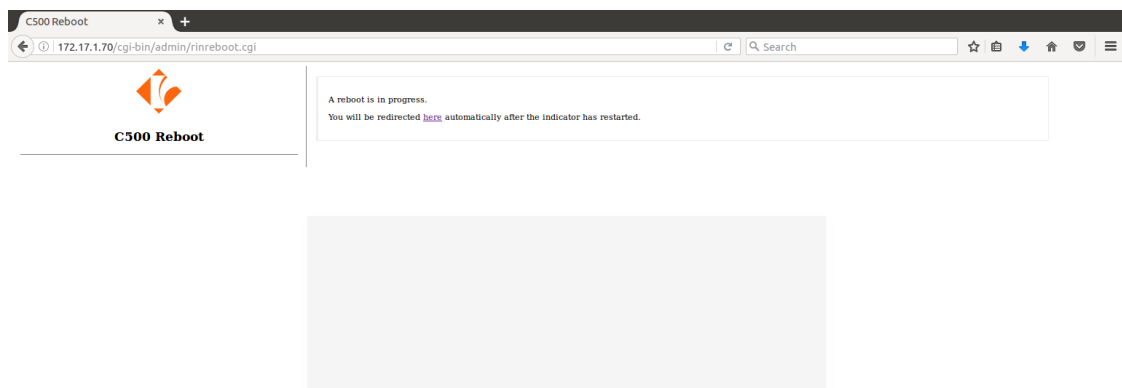 C500 Reboot × +
172.17.1.70/cgi-bin/admin/rinreboot.cgi Search
C500 Reboot
A reboot is in progress.
You will be redirected here automatically after the indicator has restarted.